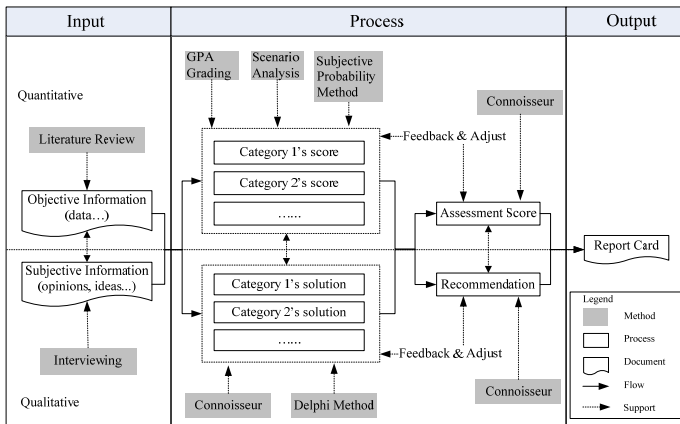 Input
Process
Output
GPA
Grading
Scenario
Analysis
Subjective
Probability
Method
Quantitative
Connoisseur
Literature Review
Feedback & Adjust
Category 1's score
Category 2's score
......
Objective Information
(data...)
Assessment Score
Report Card
Subjective Information
(opinions, ideas...)
Category 1's solution
Category 2's solution
......
Recommendation
Legend
Method
Process
Document
Flow
Support
Interviewing
Feedback & Adjust
Connoisseur
Qualitative
Connoisseur
Delphi Method